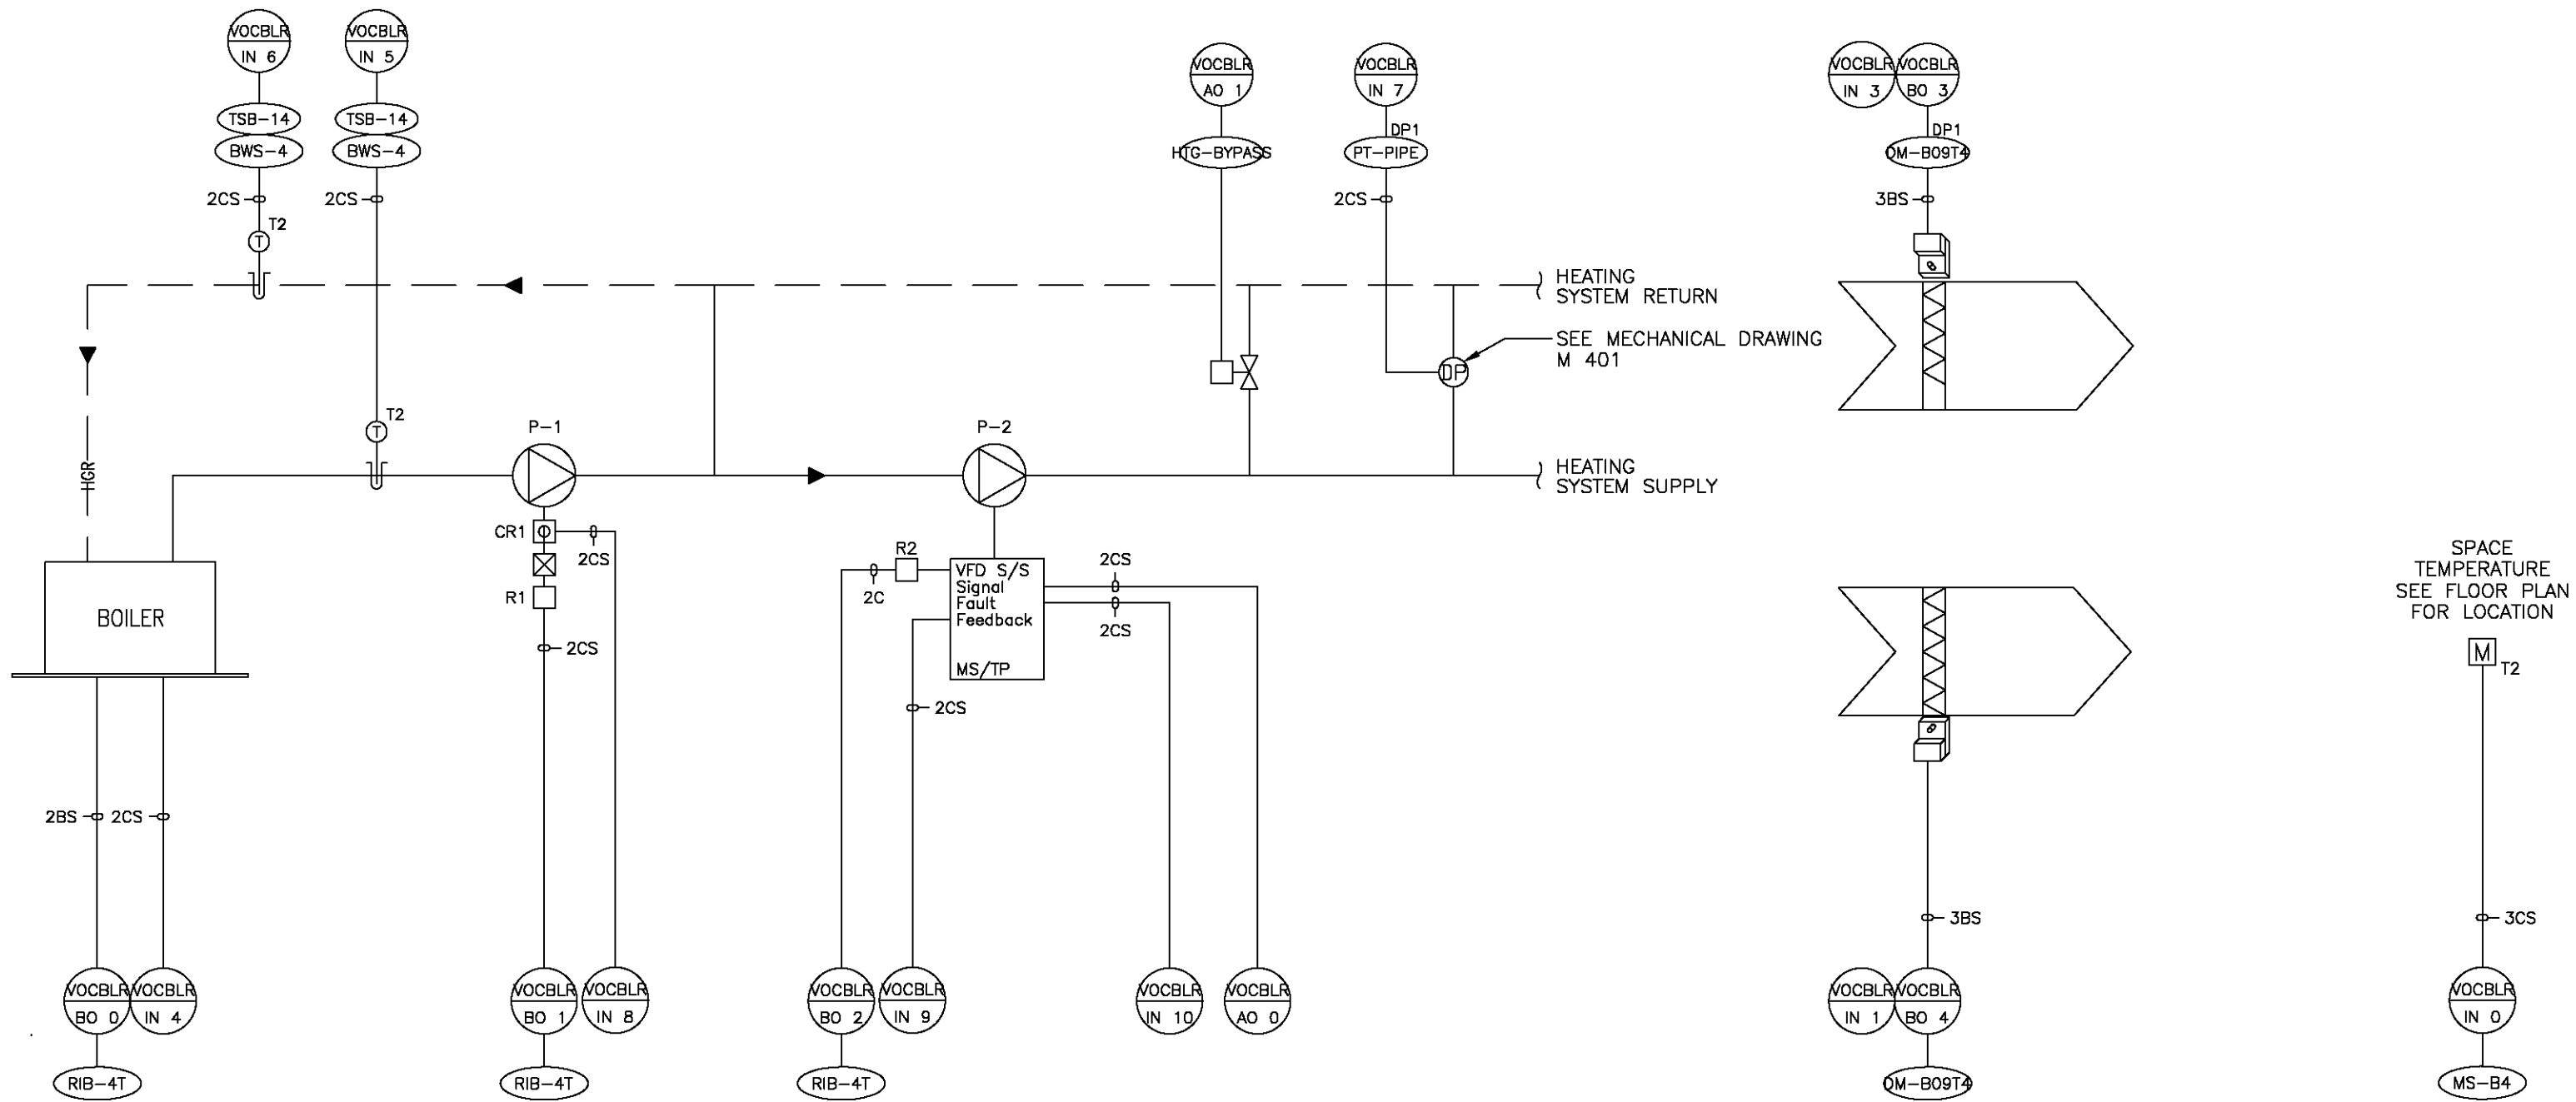 VOCBLR
IN 6
VOCBLR
IN 5
VOCBLR
AO 1
VOCBLR
IN 7
VOCBLR
IN 3
VOCBLR
BO 3
TSB-14
BWS-4
TSB-14
BWS-4
HTG-BYPASS
DP1
PT-PIPE
DP1
DM-B09T4
2CS
2CS
2CS
3BS
T2
HEATING
SYSTEM RETURN
SEE MECHANICAL DRAWING
M 401
T
DP
T2
T
P-1
P-2
HEATING
SYSTEM SUPPLY
HGR
CR1
2CS
R1
R2
2C
VFD S/S
Signal
Fault
Feedback
MS/TP
2CS
2CS
BOILER
2CS
2CS
SPACE
TEMPERATURE
SEE FLOOR PLAN
FOR LOCATION
M
T2
2BS
2CS
3BS
3CS
VOCBLR
BO 0
VOCBLR
IN 4
VOCBLR
BO 1
VOCBLR
IN 8
VOCBLR
BO 2
VOCBLR
IN 9
VOCBLR
IN 10
VOCBLR
AO 0
VOCBLR
IN 1
VOCBLR
BO 4
VOCBLR
IN 0
RIB-4T
RIB-4T
RIB-4T
DM-B09T4
MS-B4